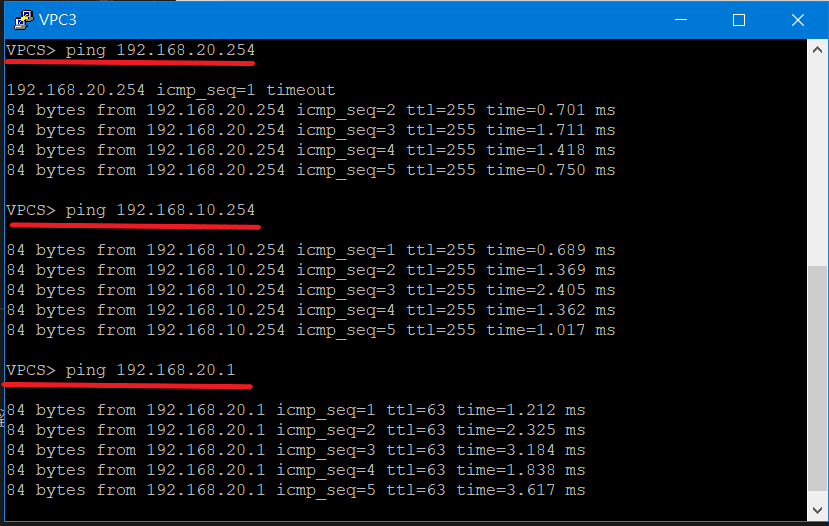 VPC3
VPCS> ping 192.168.20.254
192.168.20.254 icmp_seq=1 timeout
84 bytes from 192.168.20.254 icmp_seq=2 ttl=255 time=0.701 ms
84 bytes from 192.168.20.254 icmp_seq=3 ttl=255 time=1.711 ms
84 bytes from 192.168.20.254 icmp_seq=4 ttl=255 time=1.418 ms
84 bytes from 192.168.20.254 icmp_seq=5 ttl=255 time=0.750 ms
VPCS> ping 192.168.10.254
84 bytes from 192.168.10.254 icmp_seq=1 ttl=255 time=0.689 ms
84 bytes from 192.168.10.254 icmp_seq=2 ttl=255 time=1.369 ms
84 bytes from 192.168.10.254 icmp_seq=3 ttl=255 time=2.405 ms
84 bytes from 192.168.10.254 icmp_seq=4 ttl=255 time=1.362 ms
84 bytes from 192.168.10.254 icmp_seq=5 ttl=255 time=1.017 ms
VPCS> ping 192.168.20.1
84 bytes from 192.168.20.1 icmp_seq=1 ttl=63 time=1.212 ms
84 bytes from 192.168.20.1 icmp_seq=2 ttl=63 time=2.325 ms
84 bytes from 192.168.20.1 icmp_seq=3 ttl=63 time=3.184 ms
84 bytes from 192.168.20.1 icmp_seq=4 ttl=63 time=1.838 ms
84 bytes from 192.168.20.1 icmp_seq=5 ttl=63 time=3.617 ms